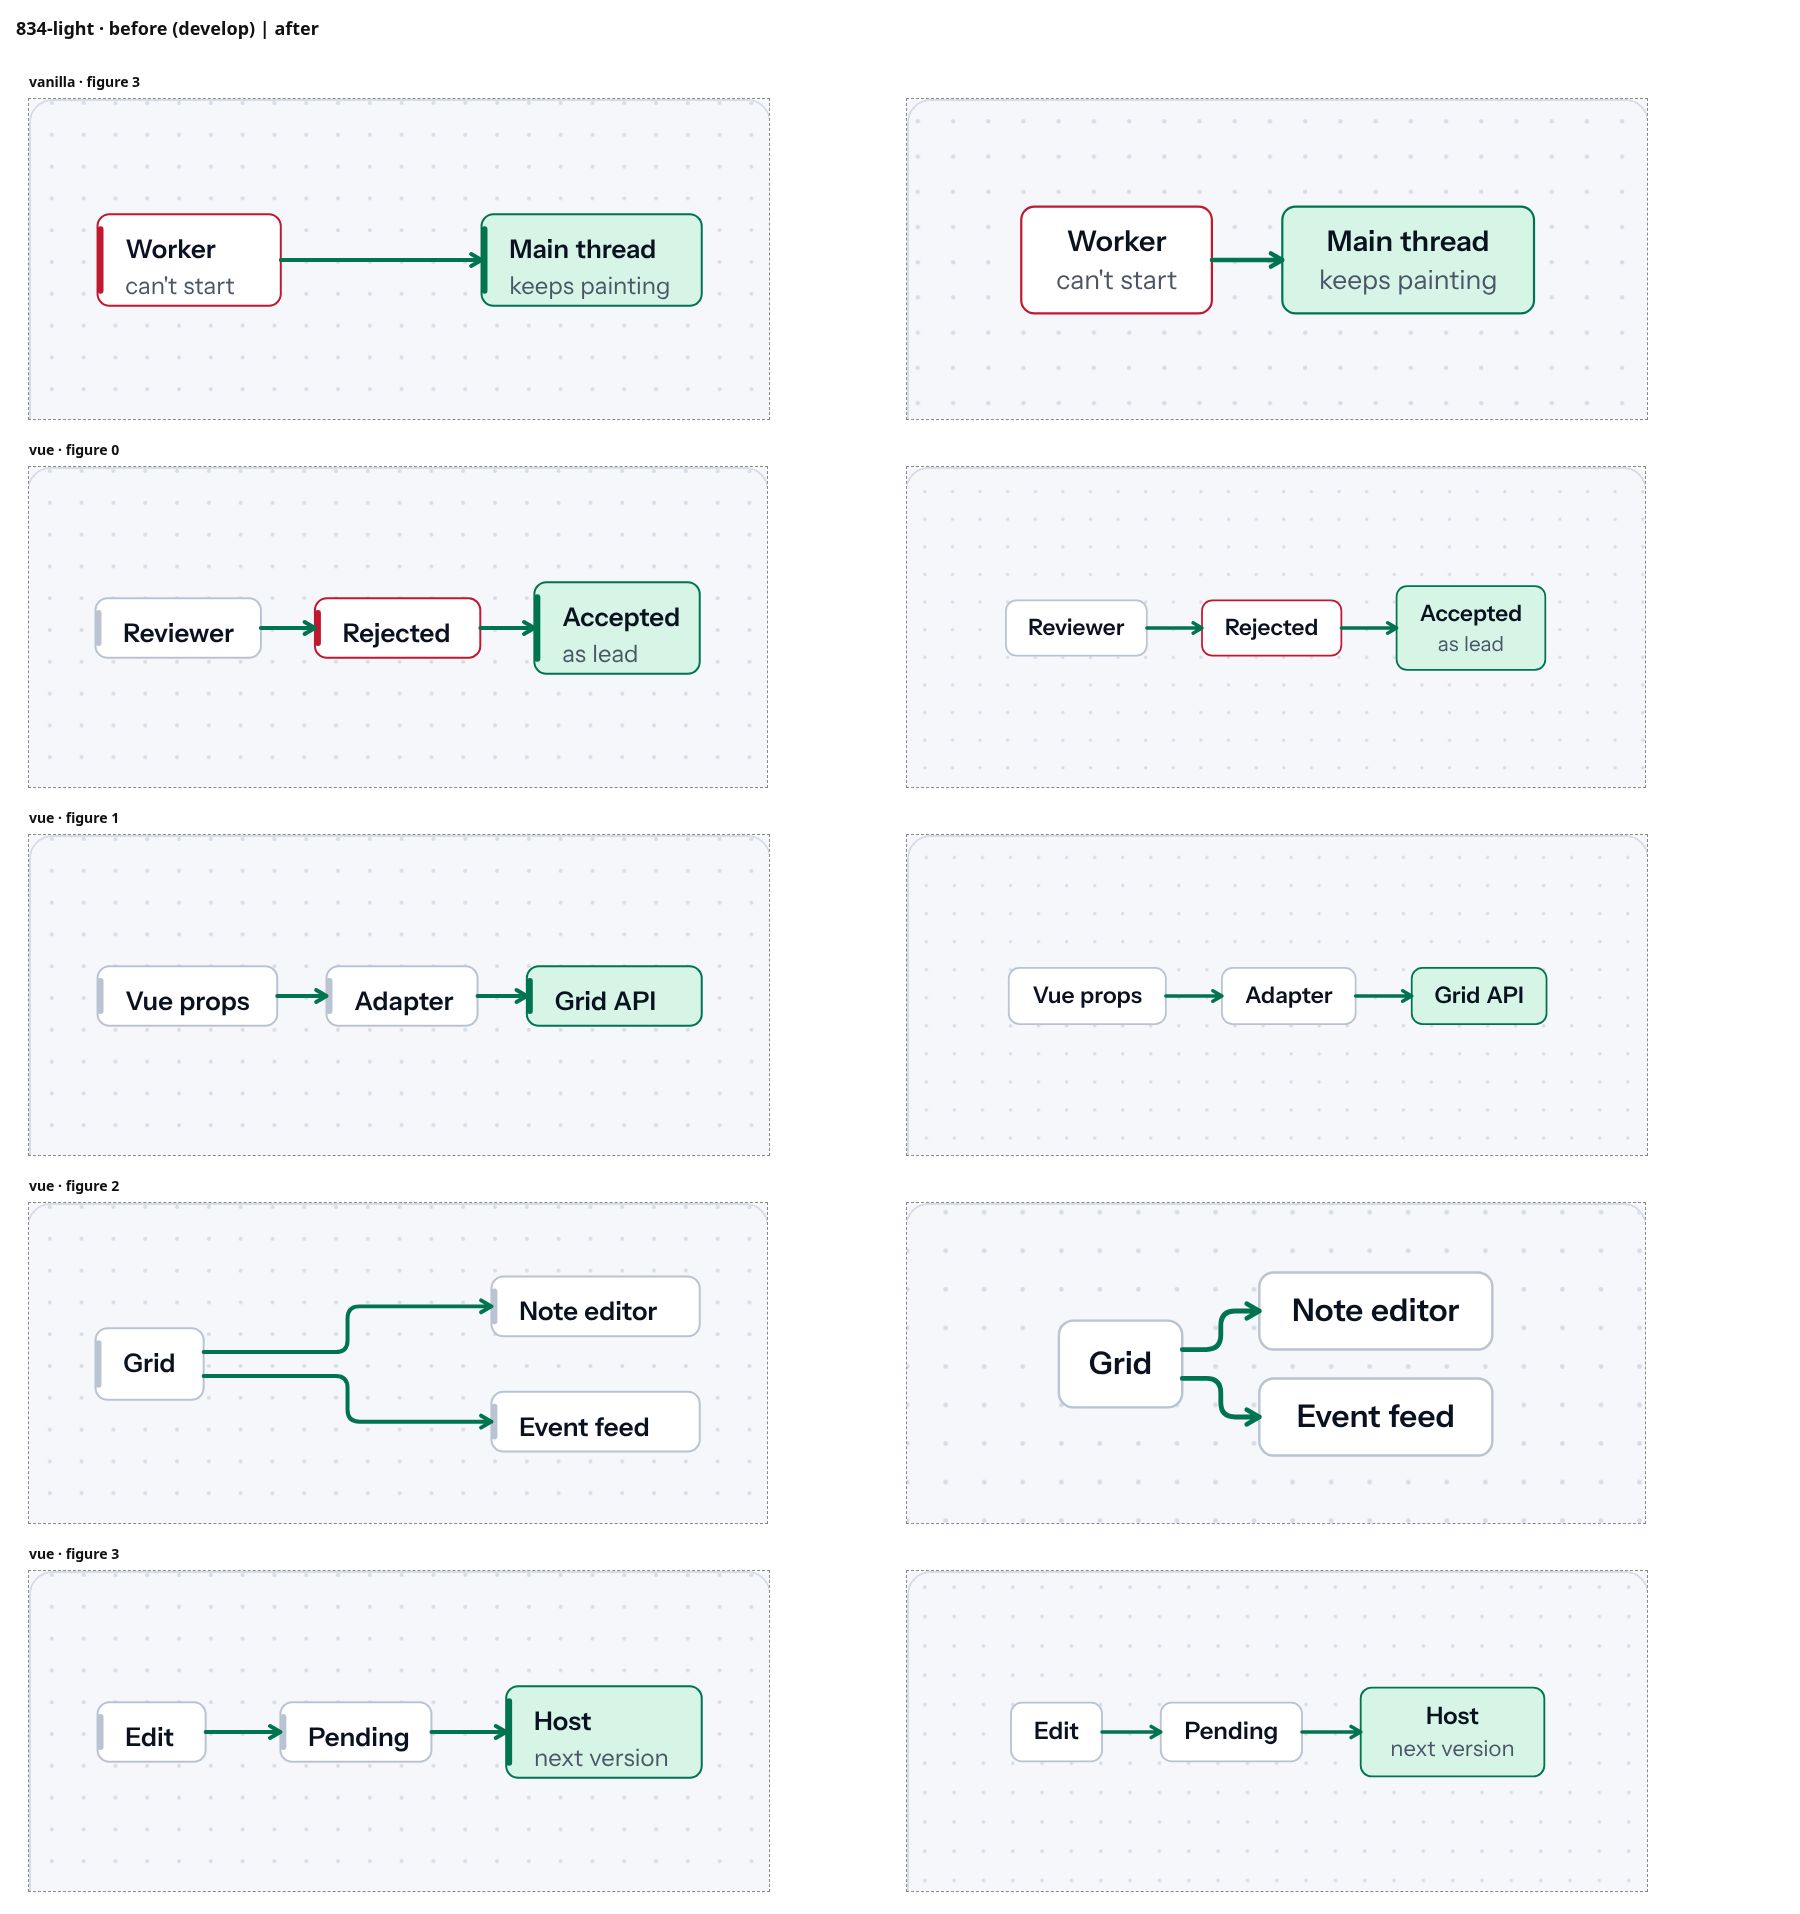 834-light · before (develop) | after
vanilla · figure 3
Worker
can't start
Main thread
keeps painting
Worker
can't start
Main thread
keeps painting
vue · figure 0
Reviewer
Rejected
Accepted
as lead
Reviewer
Rejected
Accepted
as lead
vue · figure 1
Vue props
Adapter
Grid API
Vue props
Adapter
Grid API
vue · figure 2
Grid
Note editor
Event feed
Grid
Note editor
Event feed
vue · figure 3
Edit
Pending
Host
next version
Edit
Pending
Host
next version